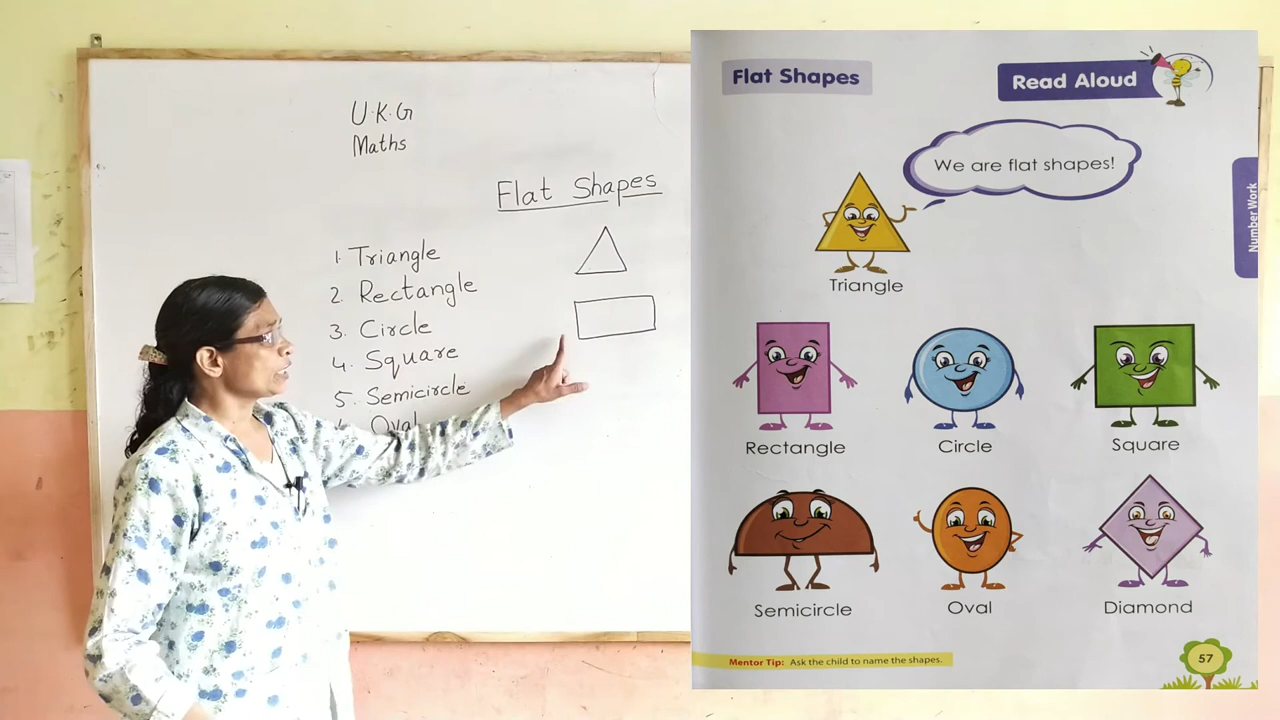 U.K.G
Maths
Flat Shapes
1. Triangle
2. Rectangle
3. Circle
4. Square
5. Semicircle
Oval
Flat Shapes
Read Aloud
We are flat shapes!
Number Work
Triangle
Rectangle
Circle
Square
Semicircle
Oval
Diamond
Mentor Tip: Ask the child to name the shapes.
57